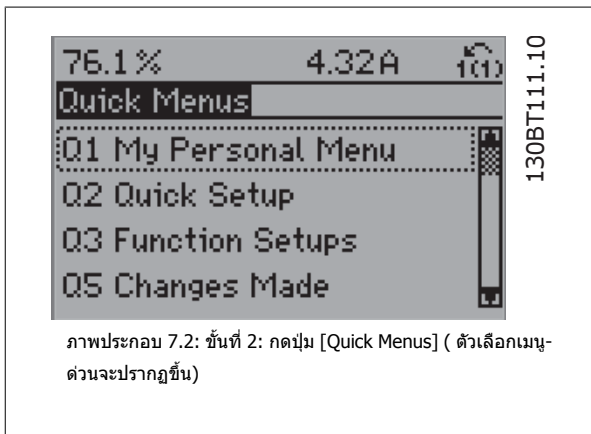 76.1% 4.32A 1(1)
Quick Menus
Q1 My Personal Menu
Q2 Quick Setup
Q3 Function Setups
Q5 Changes Made
130BT111.10
ภาพประกอบ 7.2: ขั้นที่ 2: กดปุ่ม [Quick Menus] ( ตัวเลือกเมนู-
ด่วนจะปรากฏขึ้น)